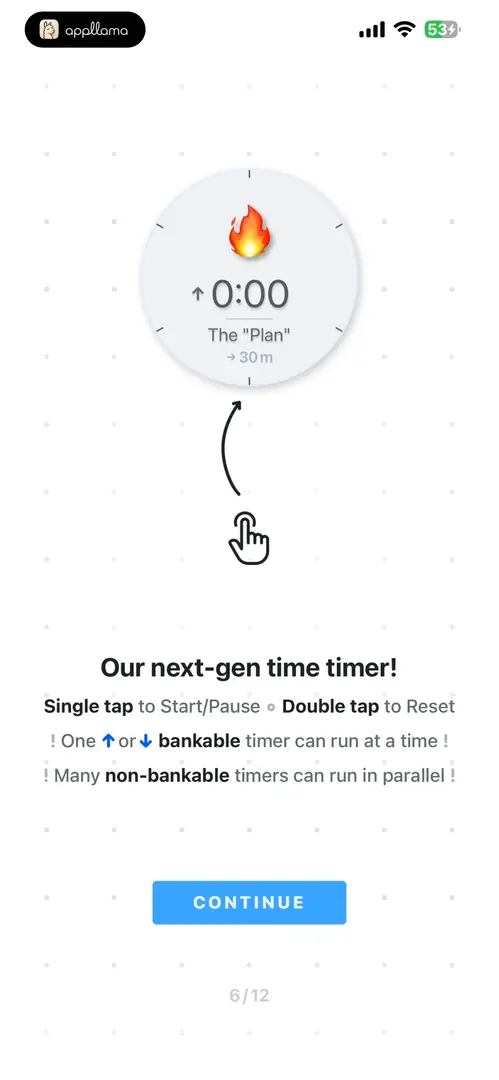 appllama
53
↑ 0:00
The "Plan"
→ 30 m
Our next-gen time timer!
Single tap to Start/Pause ∘ Double tap to Reset
! One ↑ or ↓ bankable timer can run at a time !
! Many non-bankable timers can run in parallel !
CONTINUE
6/12